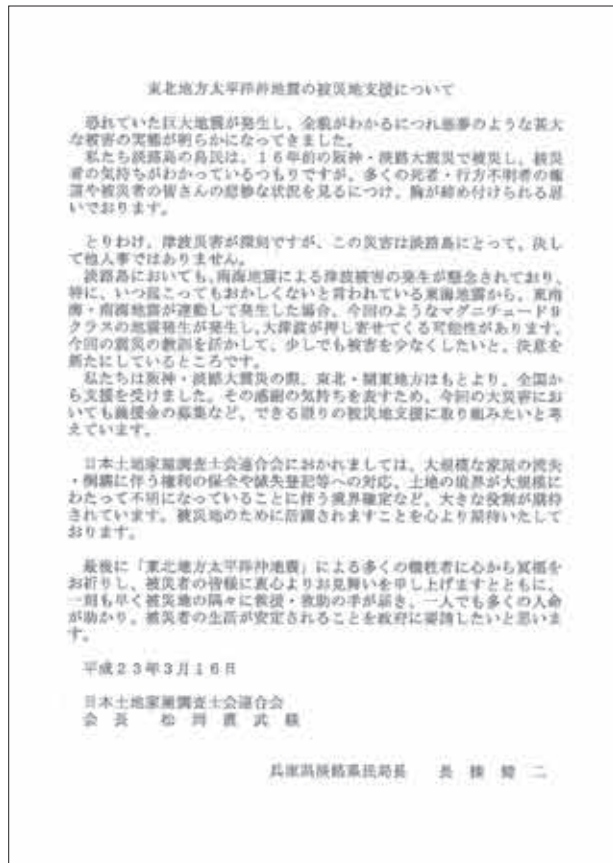 東北地方太平洋沖地震の被災地支援について
恐れていた巨大地震が発生し、全貌がわかるにつれ悪夢のような甚大
な被害の実態が明らかになってきました。
私たち淡路島の島民は、16年前の阪神・淡路大震災で被災し、被災
者の気持ちがわかっているつもりですが、多くの死者・行方不明者の報
道や被災者の皆さんの悲惨な状況を見るにつけ、胸が締め付けられる思
いでおります。
とりわけ、津波災害が深刻ですが、この災害は淡路島にとって、決し
て他人事ではありません。
淡路島においても、南海地震による津波被害の発生が懸念されており、
特に、いつ起こってもおかしくないと言われている東海地震から、東南
海・南海地震が連動して発生した場合、今回のようなマグニチュード9
クラスの地震発生が発生し、大津波が押し寄せてくる可能性があります。
今回の震災の教訓を活かして、少しでも被害を少なくしたいと、決意を
新たにしているところです。
私たちは阪神・淡路大震災の際、東北・関東地方はもとより、全国か
ら支援を受けました。その感謝の気持ちを表すため、今回の大災害にお
いても義援金の募集など、できる限りの被災地支援に取り組みたいと考
えています。
日本土地家屋調査士会連合会におかれましては、大規模な家屋の流失
・倒壊に伴う権利の保全や滅失登記等への対応、土地の境界が大規模に
わたって不明になっていることに伴う境界確定など、大きな役割が期待
されています。被災地のために活躍されますことを心より期待いたして
おります。
最後に「東北地方太平洋沖地震」による多くの犠牲者に心から冥福を
お祈りし、被災者の皆様に衷心よりお見舞いを申し上げますとともに、
一刻も早く被災地の隅々に救援・救助の手が届き、一人でも多くの人命
が助かり、被災者の生活が安定されることを政府に要請したいと思いま
す。
平成23年3月16日
日本土地家屋調査士会連合会
会長 松岡直武様
兵庫県淡路県民局長 長 二